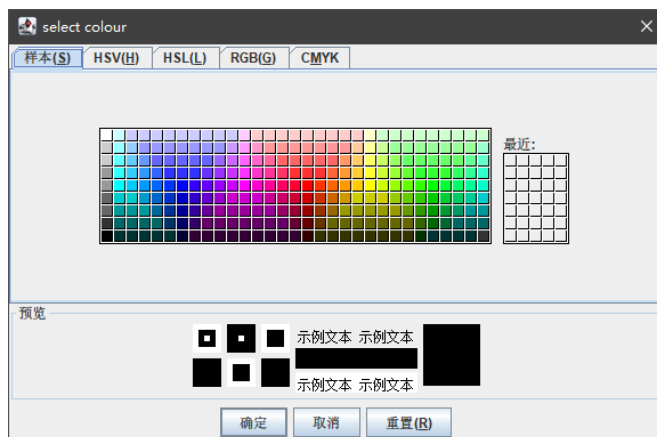 select colour
样本(S) HSV(H) HSL(L) RGB(G) CMYK
最近:
预览
示例文本 示例文本
示例文本 示例文本
确定 取消 重置(R)